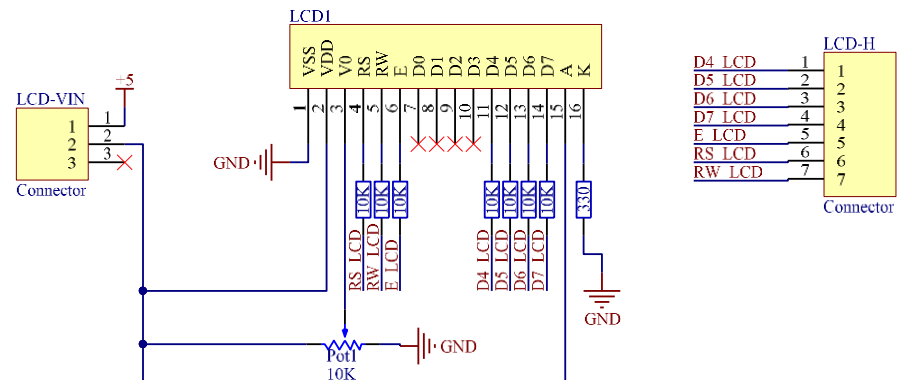 LCD1
VSS
VDD
V0
RS
RW
E
D0
D1
D2
D3
D4
D5
D6
D7
A
K
1
2
3
4
5
6
7
8
9
10
11
12
13
14
15
16
+5
LCD-VIN
1 1
2 2
3 3
Connector
GND
10K
10K
10K
10K
10K
10K
10K
330
RS_LCD
RW_LCD
E_LCD
D4_LCD
D5_LCD
D6_LCD
D7_LCD
GND
Pot1
10K
GND
LCD-H
D4_LCD 1 1
D5_LCD 2 2
D6_LCD 3 3
D7_LCD 4 4
E_LCD 5 5
RS_LCD 6 6
RW_LCD 7 7
Connector